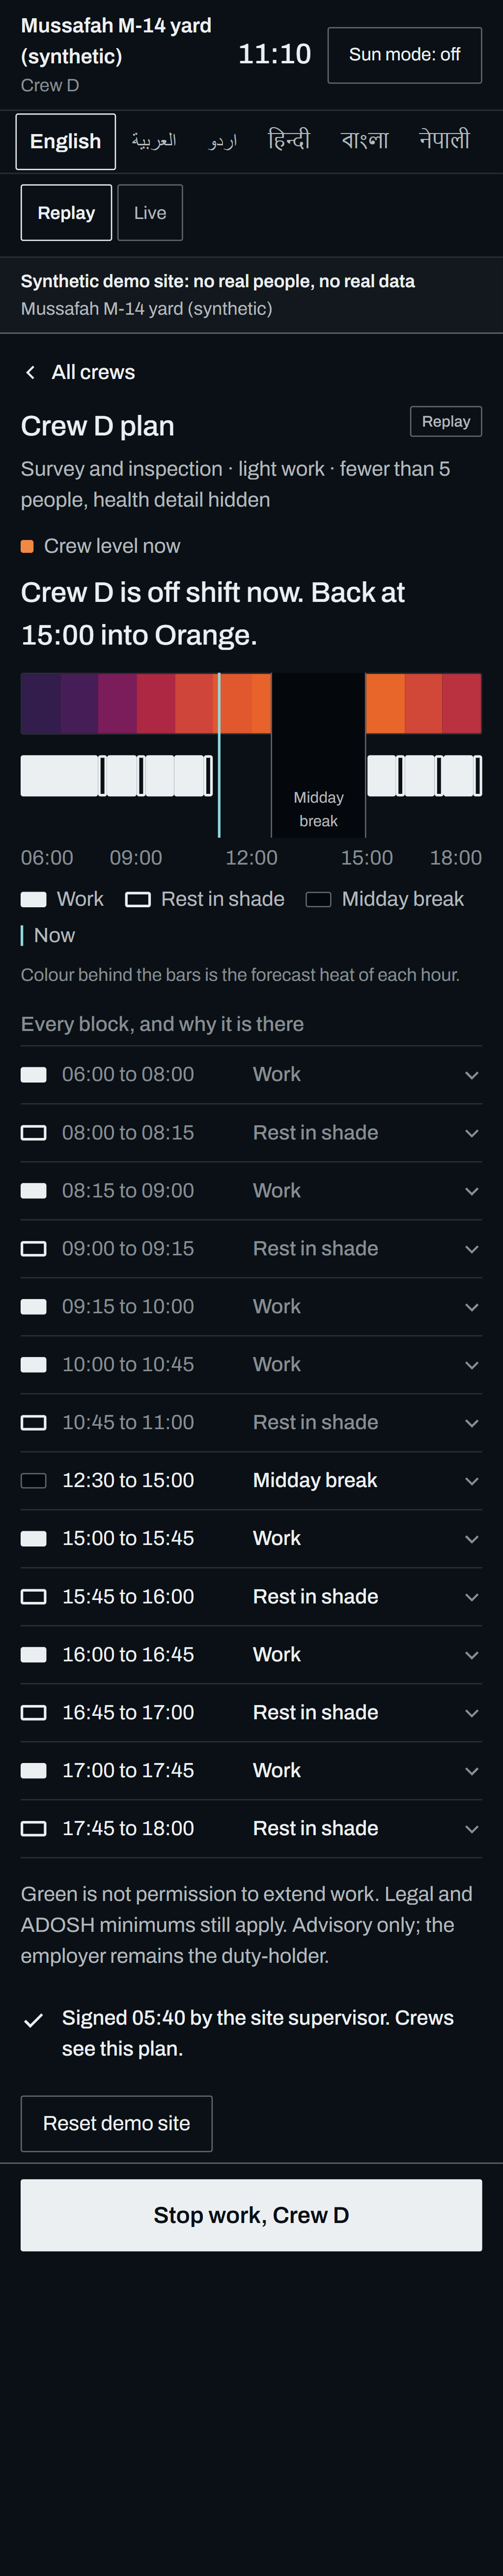 Mussafah M-14 yard
(synthetic)
Crew D
11:10
Sun mode: off
English العربية اردو हिन्दी বাংলা नेपाली
Replay Live
Synthetic demo site: no real people, no real data
Mussafah M-14 yard (synthetic)
All crews
Crew D plan
Replay
Survey and inspection · light work · fewer than 5
people, health detail hidden
Crew level now
Crew D is off shift now. Back at
15:00 into Orange.
Midday
break
06:00 09:00 12:00 15:00 18:00
Work Rest in shade Midday break
Now
Colour behind the bars is the forecast heat of each hour.
Every block, and why it is there
06:00 to 08:00 Work
08:00 to 08:15 Rest in shade
08:15 to 09:00 Work
09:00 to 09:15 Rest in shade
09:15 to 10:00 Work
10:00 to 10:45 Work
10:45 to 11:00 Rest in shade
12:30 to 15:00 Midday break
15:00 to 15:45 Work
15:45 to 16:00 Rest in shade
16:00 to 16:45 Work
16:45 to 17:00 Rest in shade
17:00 to 17:45 Work
17:45 to 18:00 Rest in shade
Green is not permission to extend work. Legal and
ADOSH minimums still apply. Advisory only; the
employer remains the duty-holder.
Signed 05:40 by the site supervisor. Crews
see this plan.
Reset demo site
Stop work, Crew D